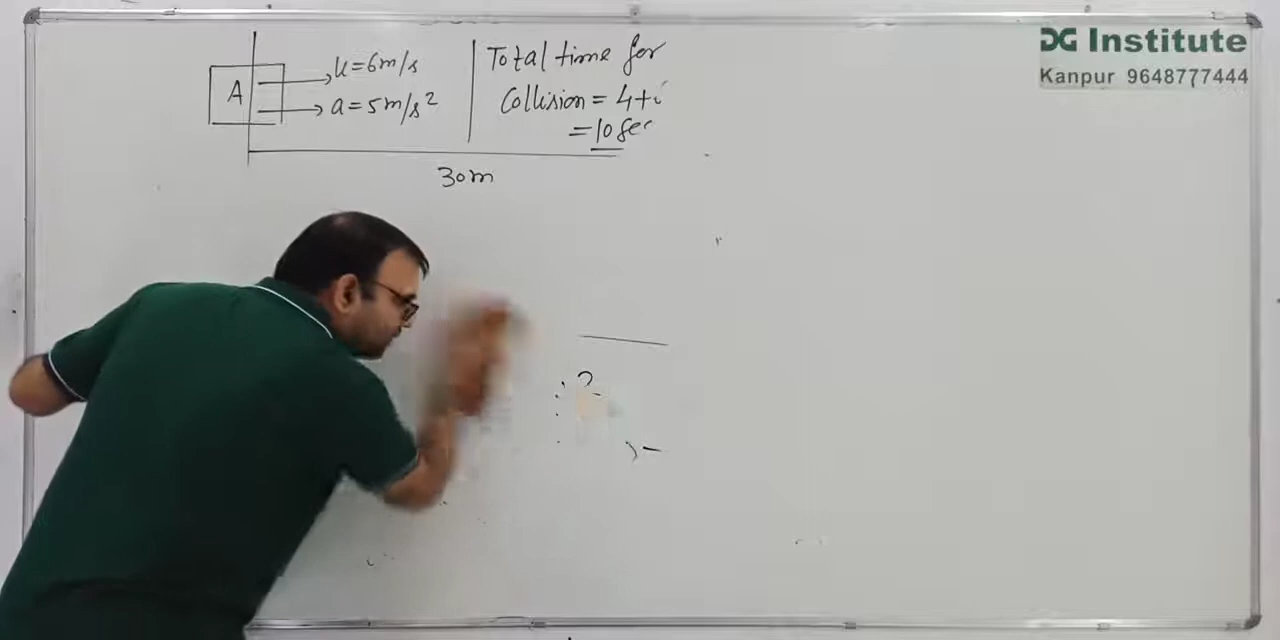 DG Institute
Kanpur 9648777444
A
u=6m/s
a=5m/s²
30m
Total time for
Collision = 4+
=10 sec